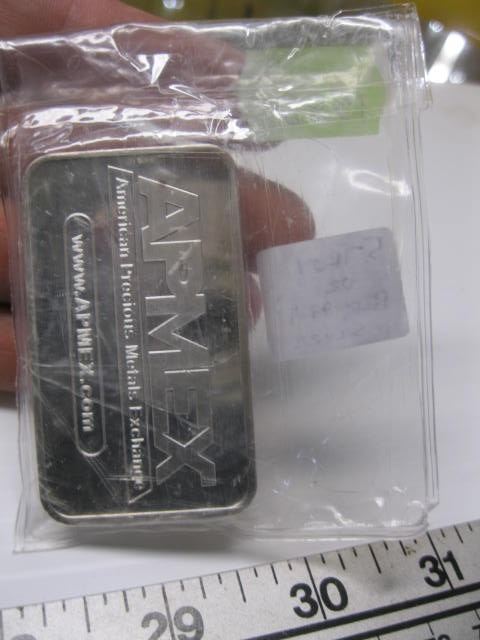 APMEX
American Precious Metals Exchange
www.APMEX.com
29 30 31